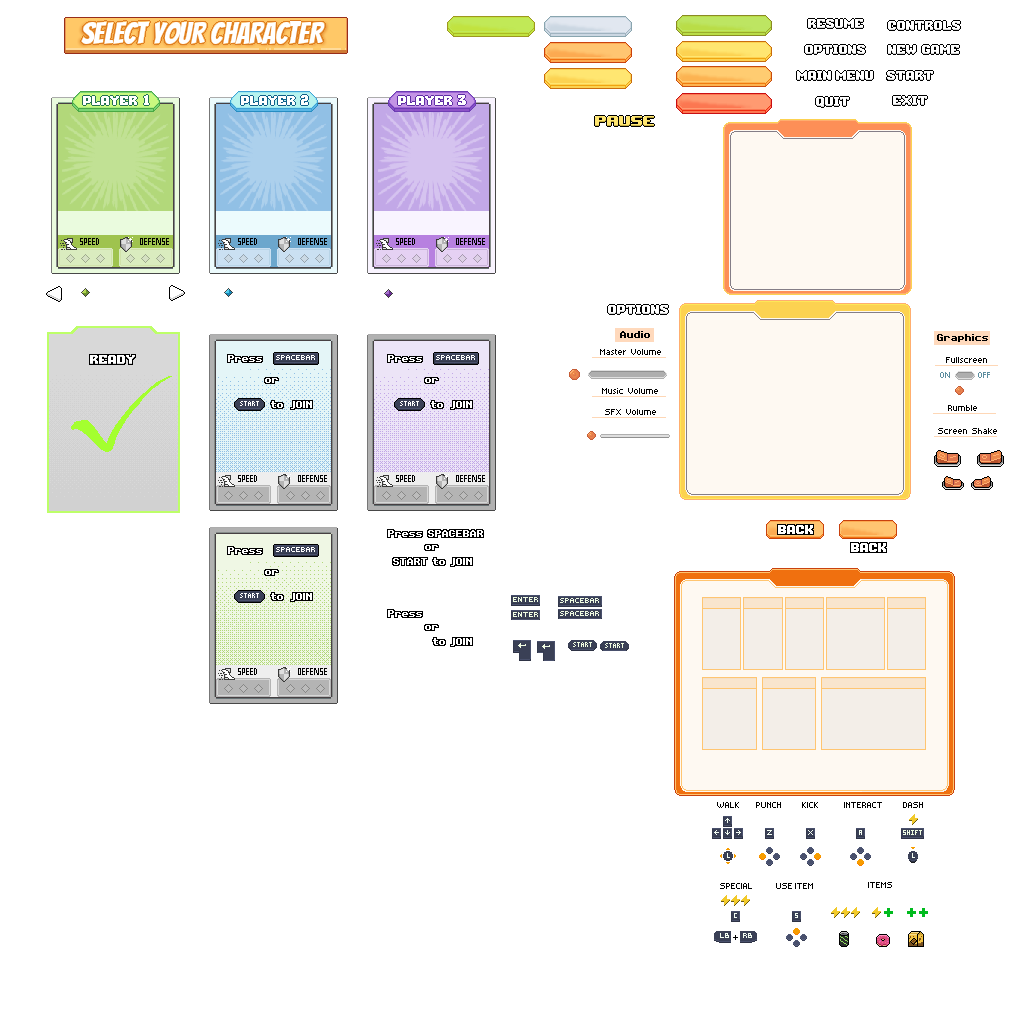 SELECT YOUR CHARACTER
RESUME
CONTROLS
OPTIONS
NEW GAME
MAIN MENU
START
QUIT
EXIT
PAUSE
PLAYER 1
PLAYER 2
PLAYER 3
SPEED DEFENSE
SPEED DEFENSE
SPEED DEFENSE
OPTIONS
Audio
Master Volume
Music Volume
SFX Volume
Graphics
Fullscreen
ON OFF
Rumble
Screen Shake
READY
Press SPACEBAR
or
START to JOIN
SPEED DEFENSE
Press SPACEBAR
or
START to JOIN
SPEED DEFENSE
BACK
BACK
Press SPACEBAR
or
START to JOIN
SPEED DEFENSE
Press SPACEBAR
or
START to JOIN
Press
or
to JOIN
ENTER SPACEBAR
ENTER SPACEBAR
START START
WALK PUNCH KICK INTERACT DASH
Z X A SHIFT
L L
SPECIAL USE ITEM ITEMS
C S
LB + RB